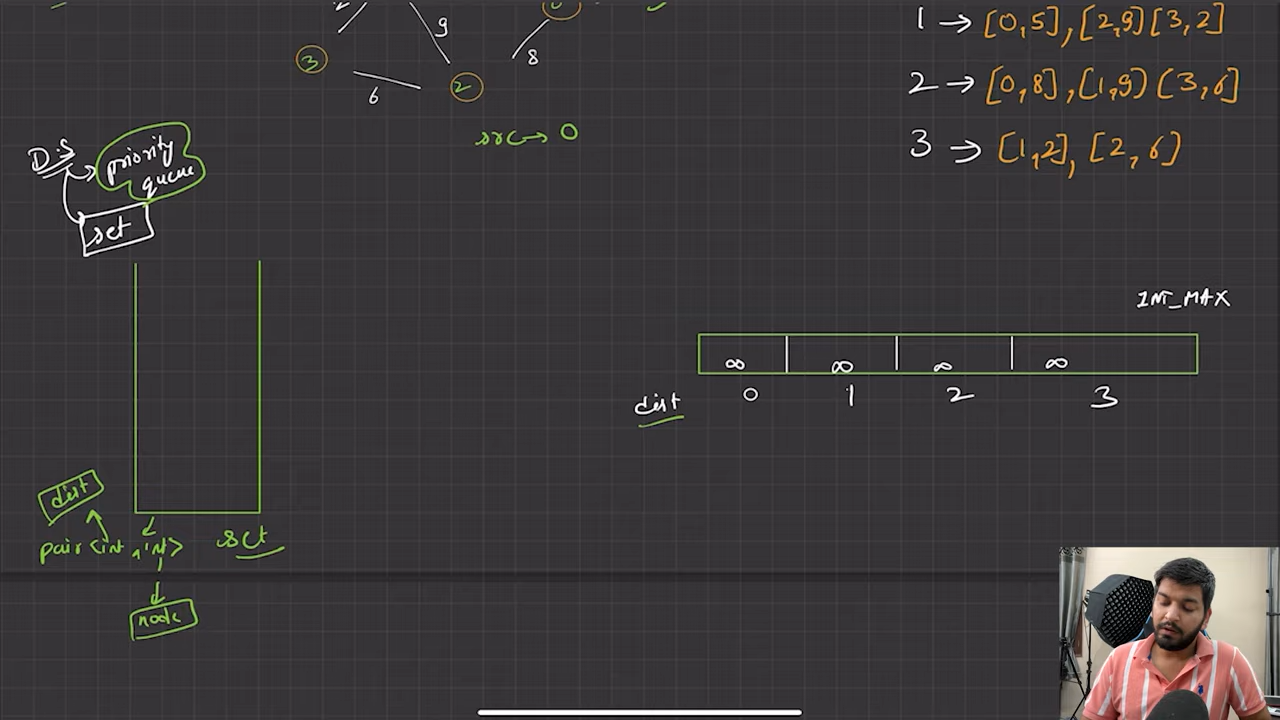 9
8
3
2
6
src → 0
1 → [0,5], [2,9] [3,2]
2 → [0,8], [1,9) (3,6]
3 → [1,2], [2,6]
D.S
priority
queue
set
INT_MAX
∞ ∞ ∞ ∞
dist 0 1 2 3
dist
pair <int, int> set
node